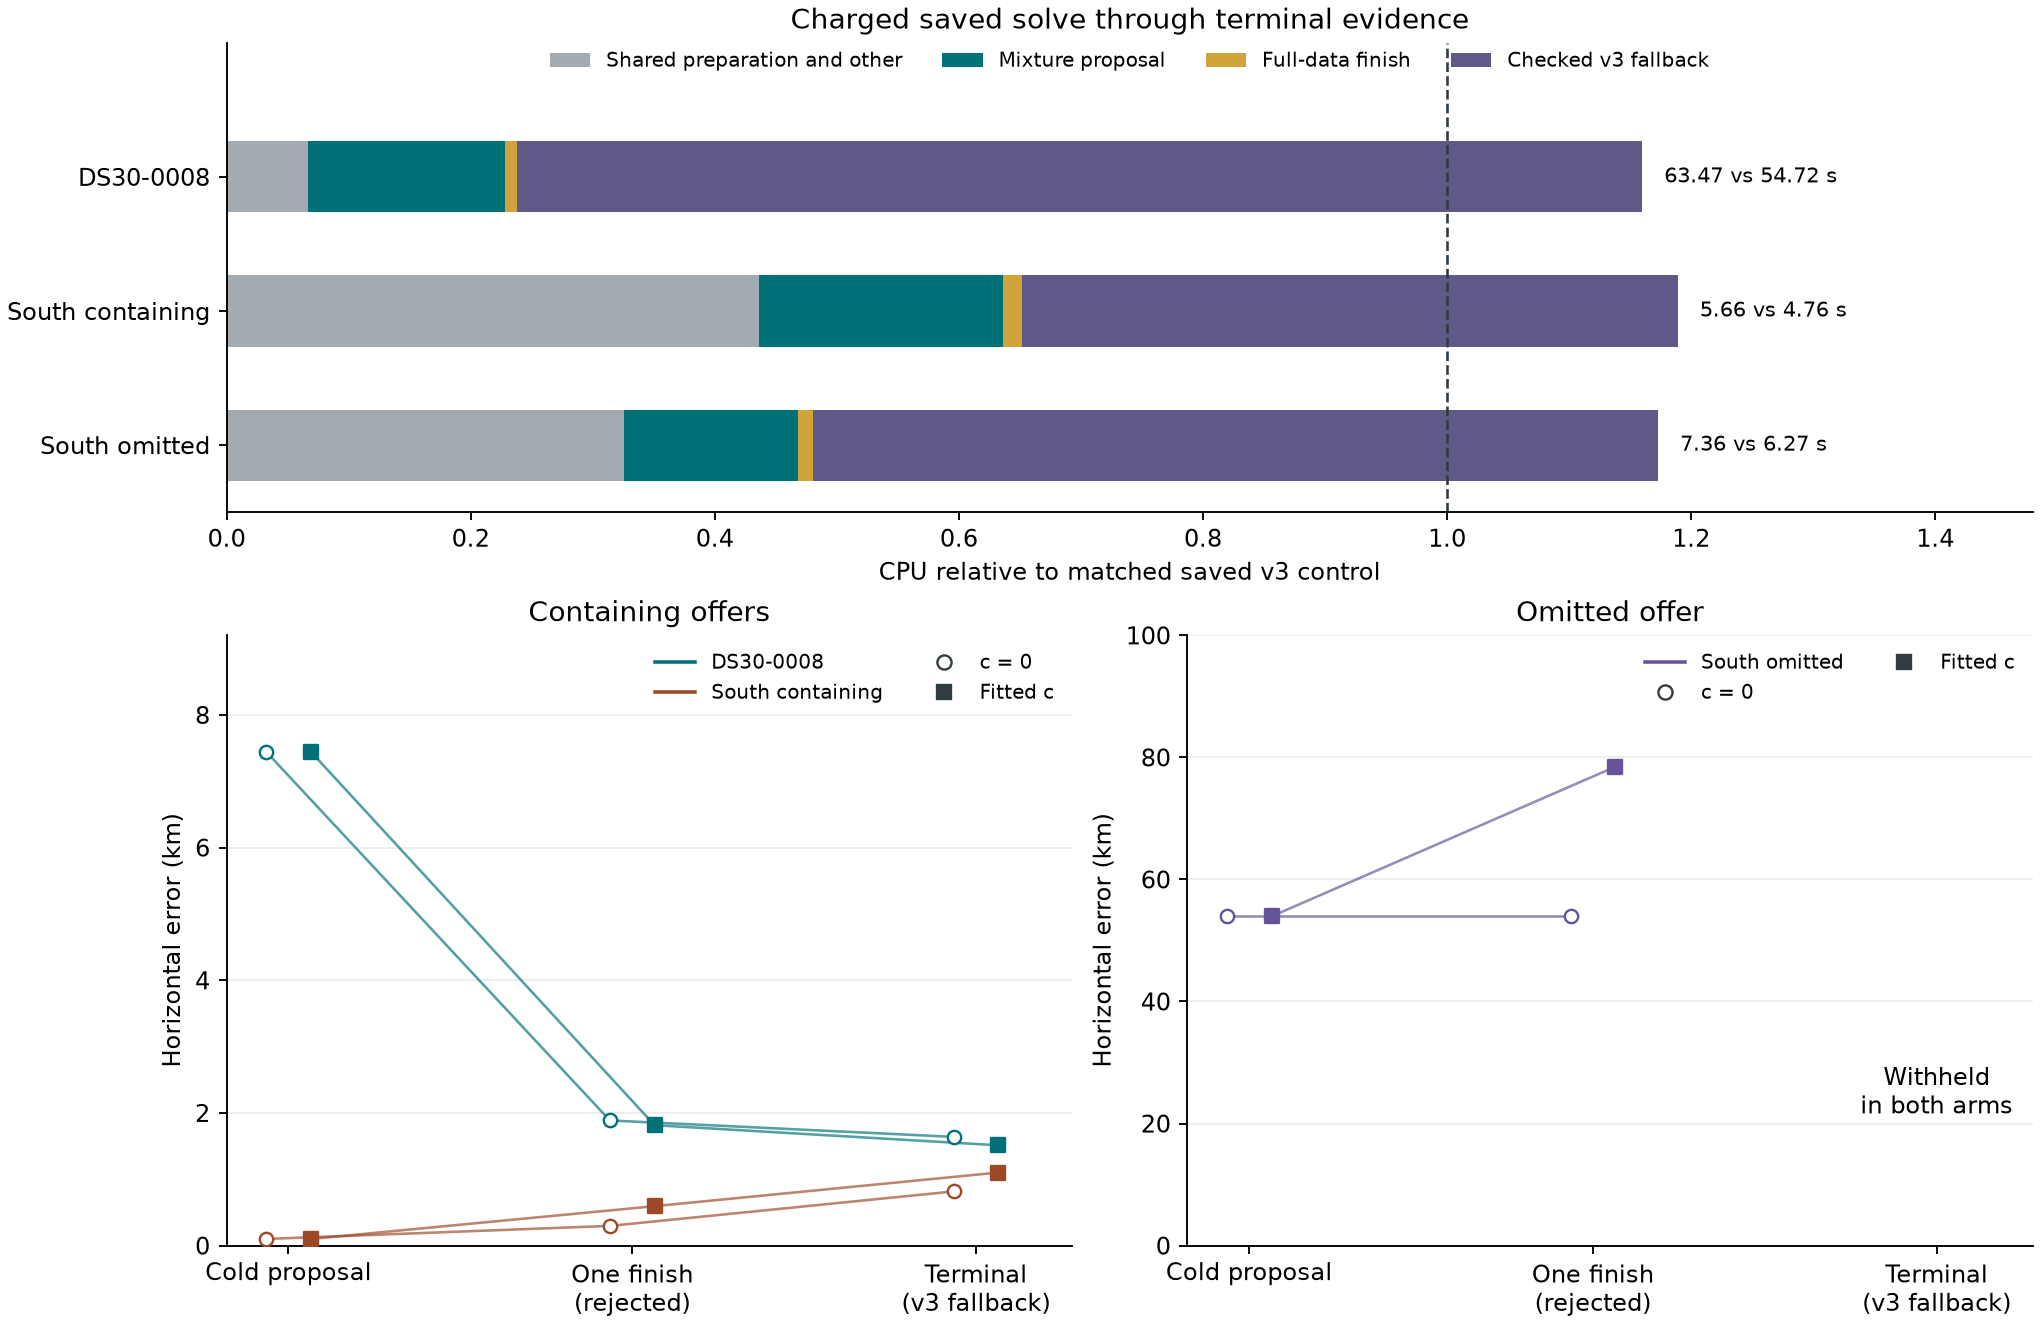 Charged saved solve through terminal evidence
Shared preparation and other
Mixture proposal
Full-data finish
Checked v3 fallback
DS30-0008
63.47 vs 54.72 s
South containing
5.66 vs 4.76 s
South omitted
7.36 vs 6.27 s
0.0 0.2 0.4 0.6 0.8 1.0 1.2 1.4
CPU relative to matched saved v3 control
Containing offers
DS30-0008
South containing
c = 0
Fitted c
Horizontal error (km)
8
6
4
2
0
Cold proposal
One finish
(rejected)
Terminal
(v3 fallback)
Omitted offer
South omitted
c = 0
Fitted c
Horizontal error (km)
100
80
60
40
20
0
Withheld
in both arms
Cold proposal
One finish
(rejected)
Terminal
(v3 fallback)